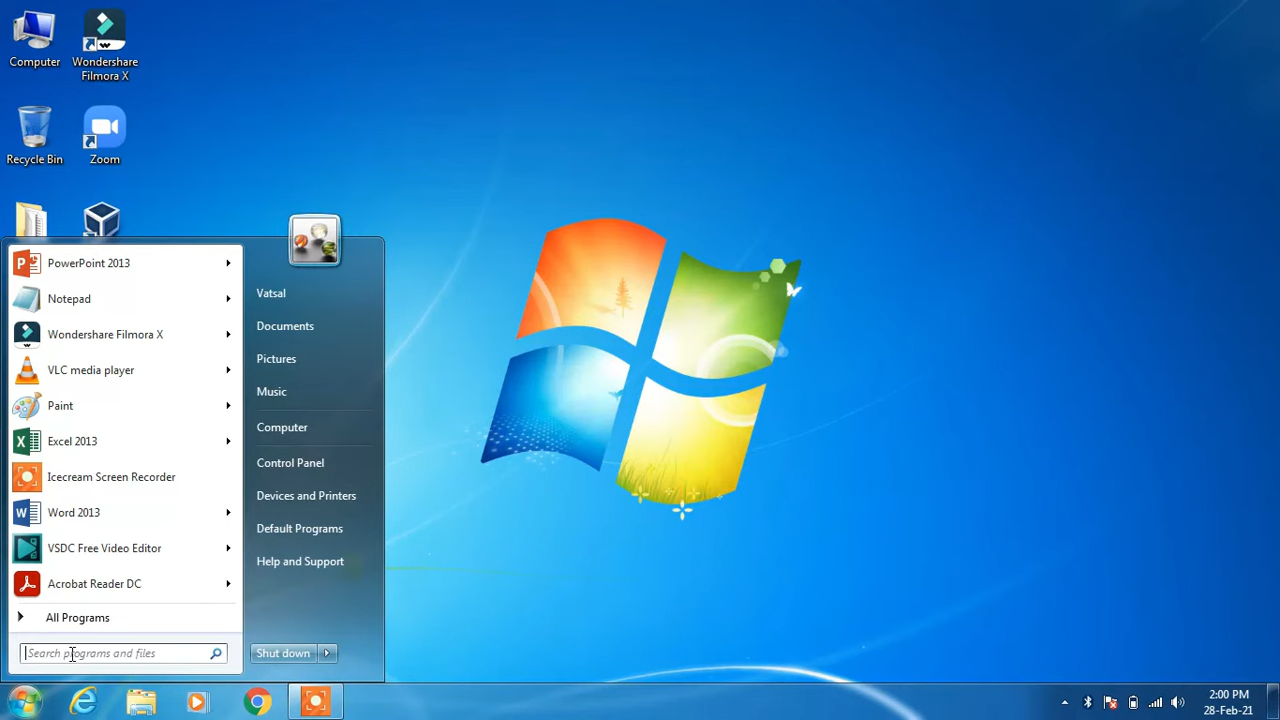 Computer
Wondershare
Filmora X
Recycle Bin
Zoom
PowerPoint 2013
Notepad
Wondershare Filmora X
VLC media player
Paint
Excel 2013
Icecream Screen Recorder
Word 2013
VSDC Free Video Editor
Acrobat Reader DC
All Programs
Search programs and files
Vatsal
Documents
Pictures
Music
Computer
Control Panel
Devices and Printers
Default Programs
Help and Support
Shut down
2:00 PM
28-Feb-21